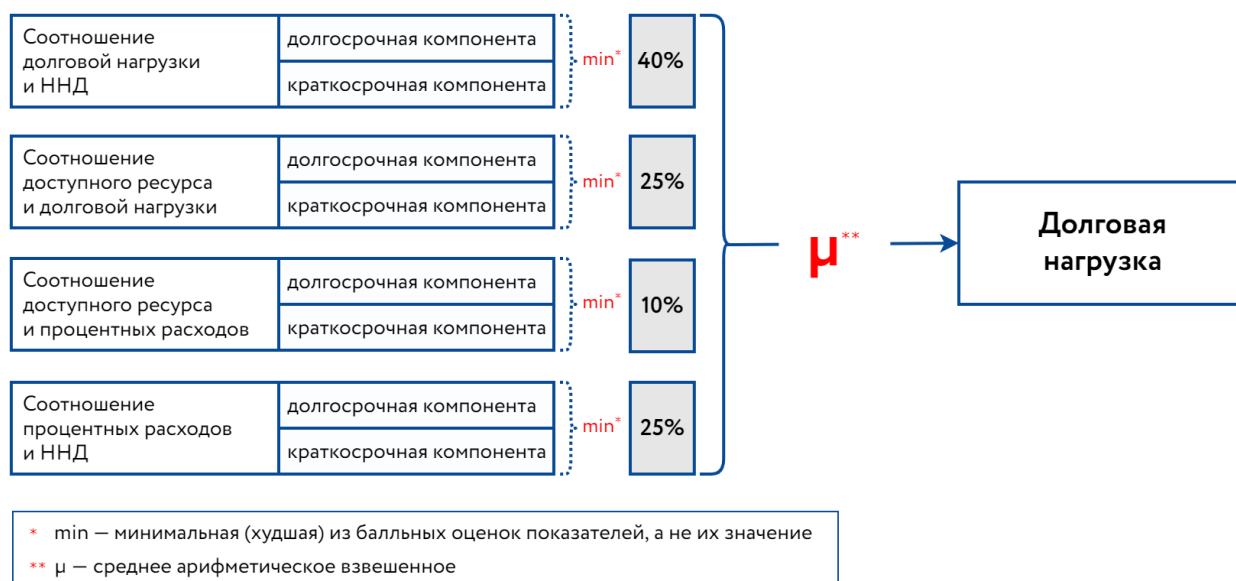 Соотношение
долговой нагрузки
и ННД
долгосрочная компонента
краткосрочная компонента
min*
40%
Соотношение
доступного ресурса
и долговой нагрузки
долгосрочная компонента
краткосрочная компонента
min*
25%
Соотношение
доступного ресурса
и процентных расходов
долгосрочная компонента
краткосрочная компонента
min*
10%
Соотношение
процентных расходов
и ННД
долгосрочная компонента
краткосрочная компонента
min*
25%
μ**
Долговая
нагрузка
* min — минимальная (худшая) из балльных оценок показателей, а не их значение
** μ — среднее арифметическое взвешенное